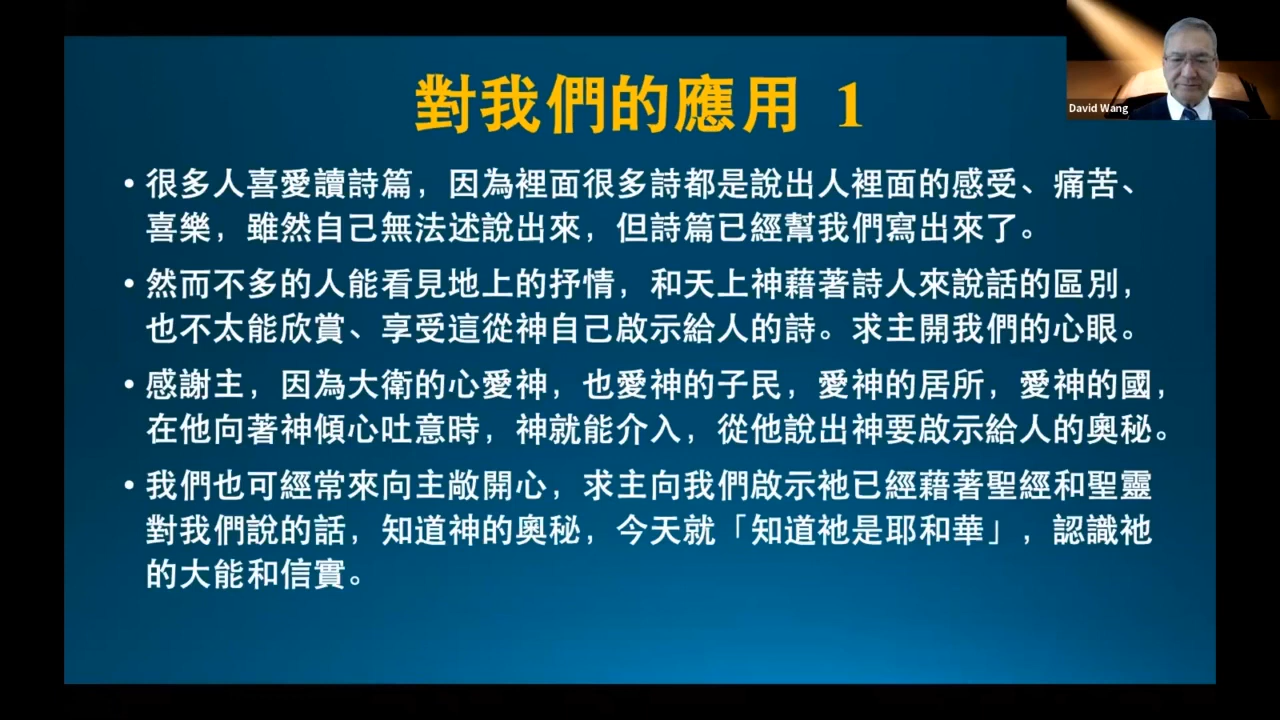 對我們的應用 1
David Wang
• 很多人喜愛讀詩篇，因為裡面很多詩都是說出人裡面的感受、痛苦、
喜樂，雖然自己無法述說出來，但詩篇已經幫我們寫出來了。
• 然而不多的人能看見地上的抒情，和天上神藉著詩人來說話的區別，
也不太能欣賞、享受這從神自己啟示給人的詩。求主開我們的心眼。
• 感謝主，因為大衛的心愛神，也愛神的子民，愛神的居所，愛神的國，
在他向著神傾心吐意時，神就能介入，從他說出神要啟示給人的奧秘。
• 我們也可經常來向主敞開心，求主向我們啟示祂已經藉著聖經和聖靈
對我們說的話，知道神的奧秘，今天就「知道祂是耶和華」，認識祂
的大能和信實。